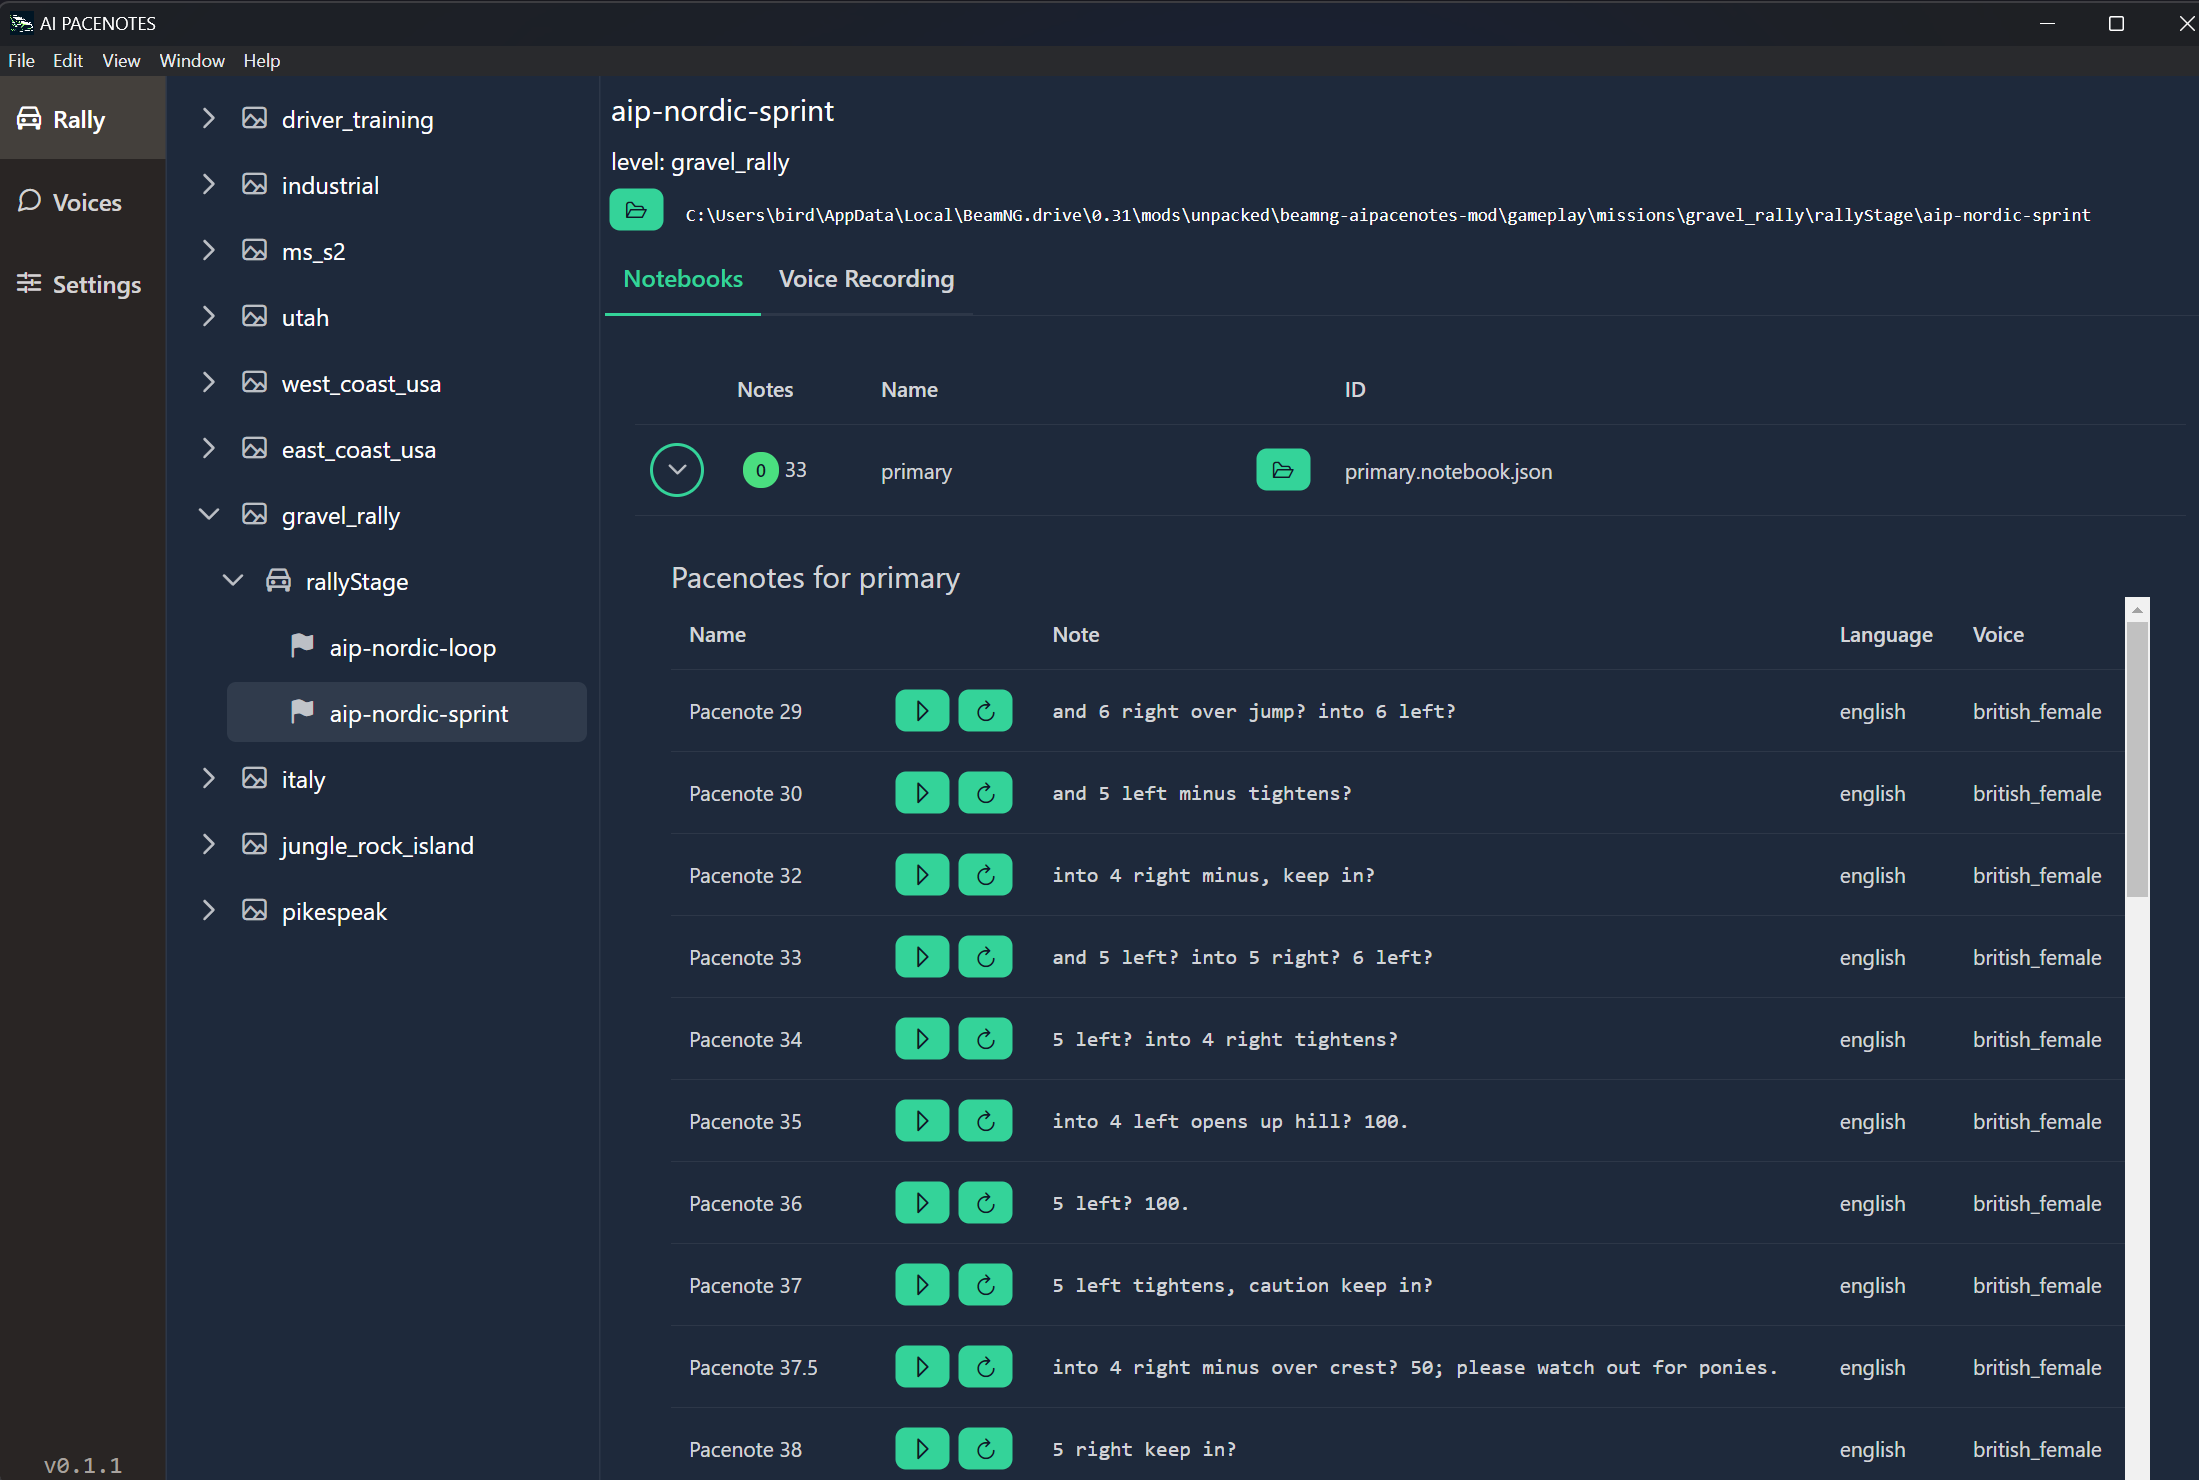 AI PACENOTES
File Edit View Window Help
Rally
Voices
Settings
v0.1.1
driver_training
industrial
ms_s2
utah
west_coast_usa
east_coast_usa
gravel_rally
rallyStage
aip-nordic-loop
aip-nordic-sprint
italy
jungle_rock_island
pikespeak
aip-nordic-sprint
level: gravel_rally
C:\Users\bird\AppData\Local\BeamNG.drive\0.31\mods\unpacked\beamng-aipacenotes-mod\gameplay\missions\gravel_rally\rallyStage\aip-nordic-sprint
Notebooks Voice Recording
Notes Name ID
0 33 primary primary.notebook.json
Pacenotes for primary
Name Note Language Voice
Pacenote 29 and 6 right over jump? into 6 left? english british_female
Pacenote 30 and 5 left minus tightens? english british_female
Pacenote 32 into 4 right minus, keep in? english british_female
Pacenote 33 and 5 left? into 5 right? 6 left? english british_female
Pacenote 34 5 left? into 4 right tightens? english british_female
Pacenote 35 into 4 left opens up hill? 100. english british_female
Pacenote 36 5 left? 100. english british_female
Pacenote 37 5 left tightens, caution keep in? english british_female
Pacenote 37.5 into 4 right minus over crest? 50; please watch out for ponies. english british_female
Pacenote 38 5 right keep in? english british_female